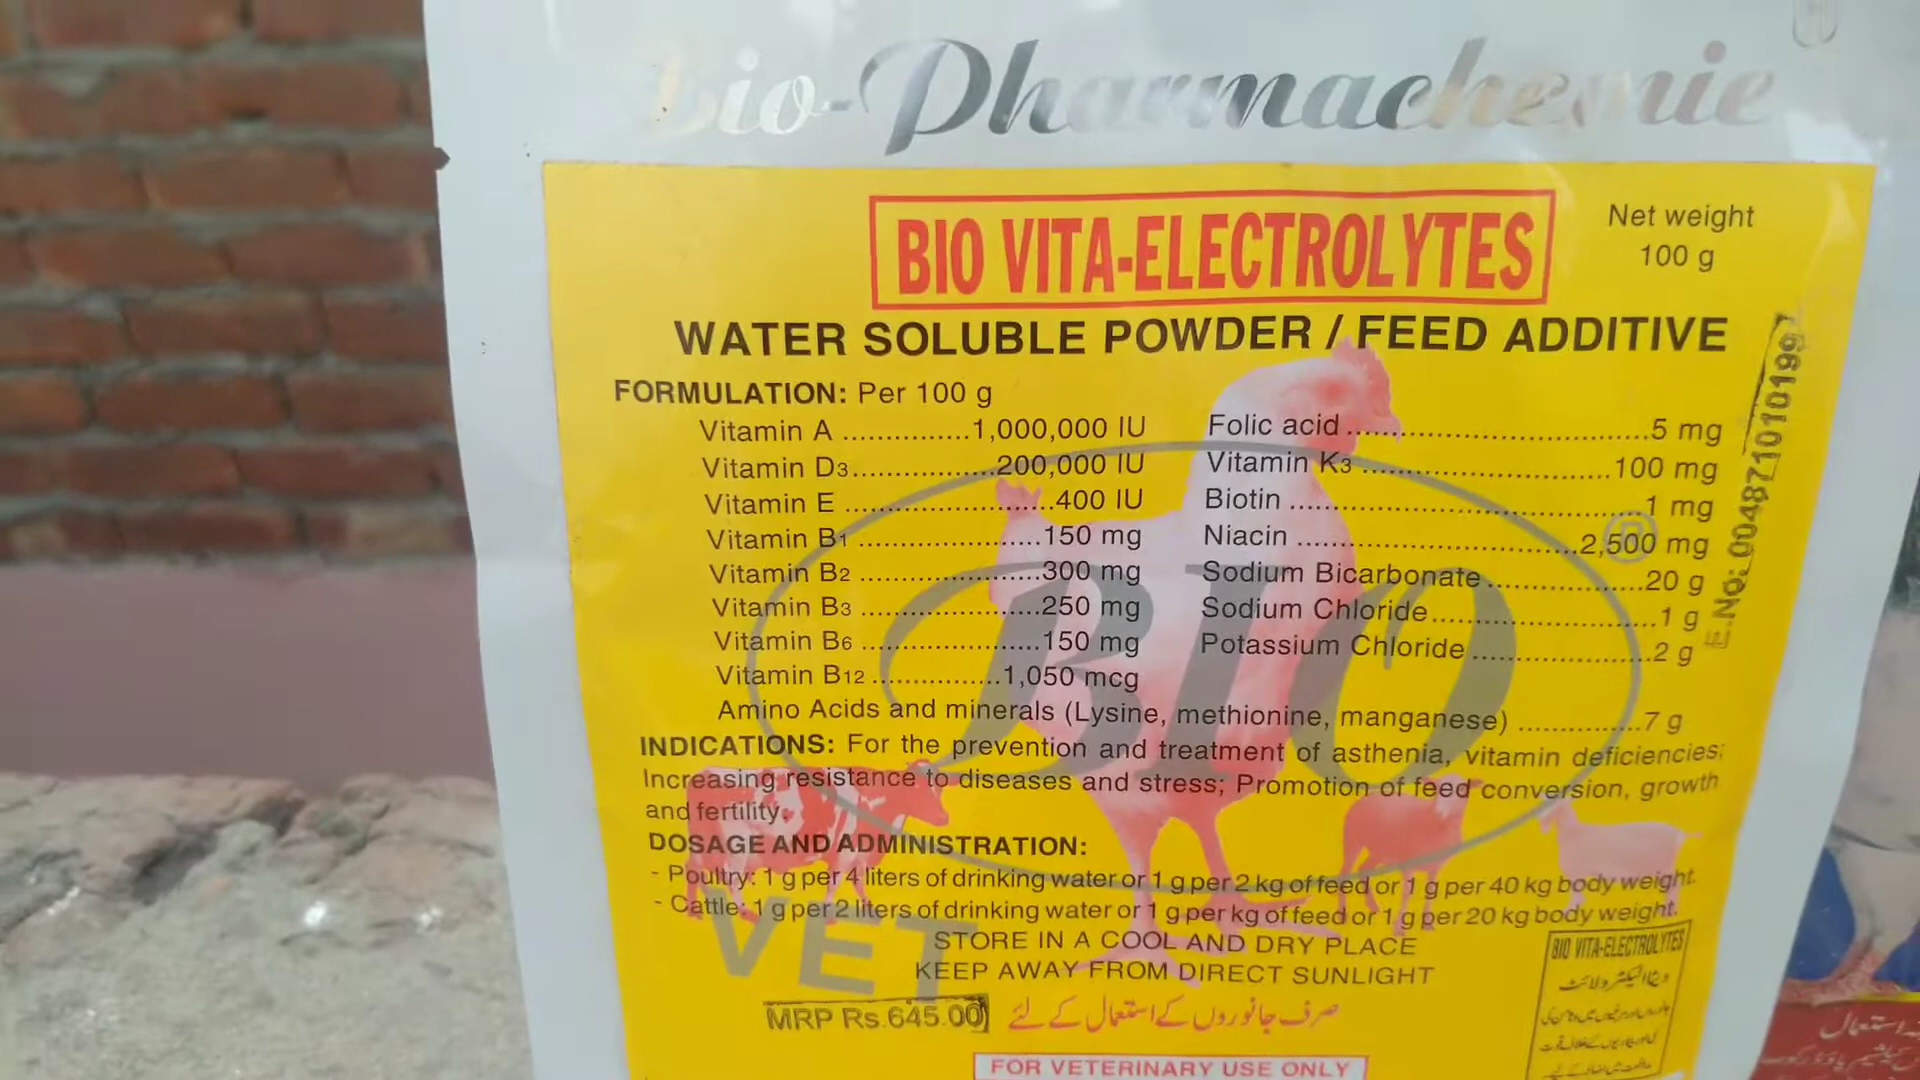 Bio-Pharmachemie
BIO VITA-ELECTROLYTES
Net weight
100 g
WATER SOLUBLE POWDER / FEED ADDITIVE
FORMULATION: Per 100 g
Vitamin A ...............1,000,000 IU
Vitamin D3.................200,000 IU
Vitamin E .........................400 IU
Vitamin B1 ......................150 mg
Vitamin B2 ......................300 mg
Vitamin B3 ......................250 mg
Vitamin B6 ......................150 mg
Vitamin B12 ...............1,050 mcg
Folic acid .....................................5 mg
Vitamin K3 ..............................100 mg
Biotin ..........................................1 mg
Niacin ..................................2,500 mg
Sodium Bicarbonate....................20 g
Sodium Chloride...........................1 g
Potassium Chloride ......................2 g
Amino Acids and minerals (Lysine, methionine, manganese) ...............7 g
INDICATIONS: For the prevention and treatment of asthenia, vitamin deficiencies;
Increasing resistance to diseases and stress; Promotion of feed conversion, growth
and fertility.
DOSAGE AND ADMINISTRATION:
- Poultry: 1 g per 4 liters of drinking water or 1 g per 2 kg of feed or 1 g per 40 kg body weight.
- Cattle: 1 g per 2 liters of drinking water or 1 g per kg of feed or 1 g per 20 kg body weight.
STORE IN A COOL AND DRY PLACE
KEEP AWAY FROM DIRECT SUNLIGHT
MRP Rs.645.00
صرف جانوروں کے استعمال کے لئے
FOR VETERINARY USE ONLY
BIO VITA-ELECTROLYTES
BIO
VET
استعمال